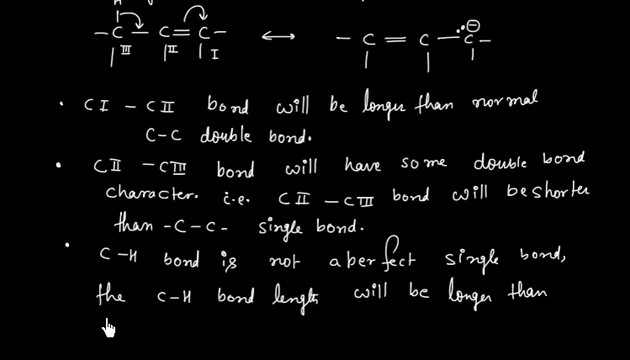 H
- C - C = C - ⟷ - C = C - C̈⊖ -
III II I
. CI - CII bond will be longer than normal
C-C double bond.
. CII - CIII bond will have some double bond
character. i.e. CII - CIII bond will be shorter
than -C-C- single bond.
. C-H bond is not a perfect single bond,
the C-H bond length will be longer than